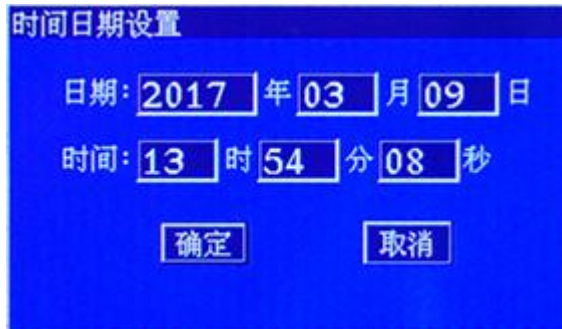 时间日期设置
日期: 2017 年 03 月 09 日
时间: 13 时 54 分 08 秒
确定 取消